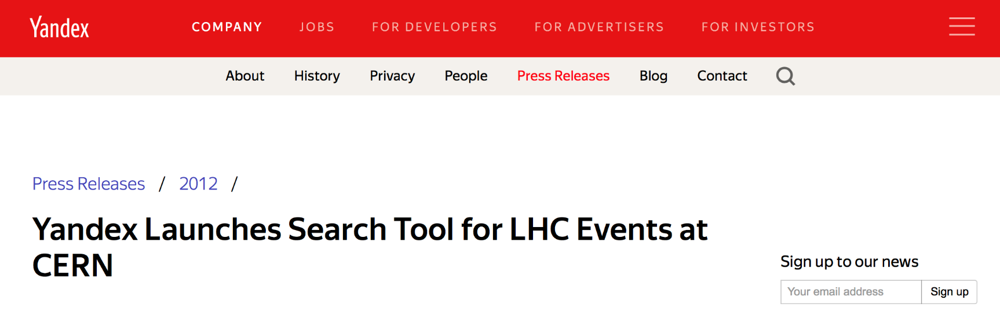 Yandex COMPANY JOBS FOR DEVELOPERS FOR ADVERTISERS FOR INVESTORS
About History Privacy People Press Releases Blog Contact
Press Releases / 2012 /
Yandex Launches Search Tool for LHC Events at
CERN
Sign up to our news
Your email address Sign up